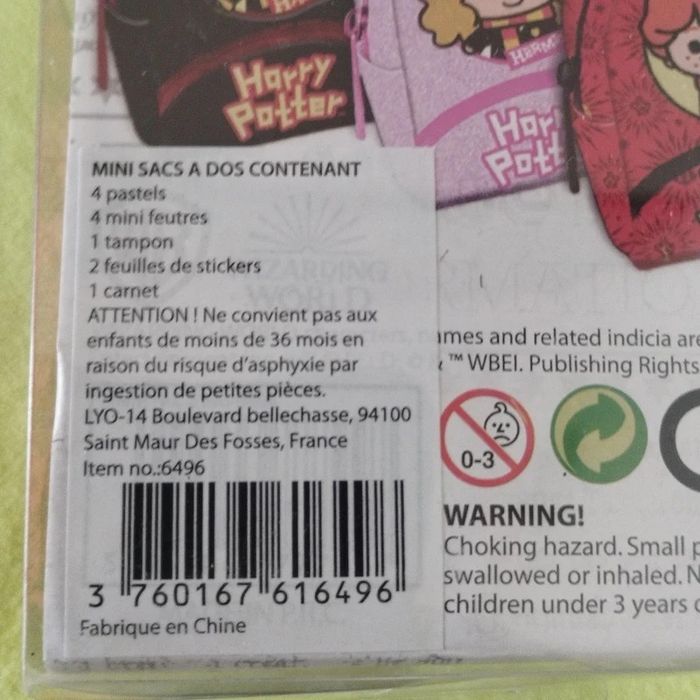 Harry
Potter
HERM
Har
Pott
MINI SACS A DOS CONTENANT
4 pastels
4 mini feutres
1 tampon
2 feuilles de stickers
1 carnet
ATTENTION ! Ne convient pas aux
enfants de moins de 36 mois en
raison du risque d'asphyxie par
ingestion de petites pièces.
LYO-14 Boulevard bellechasse, 94100
Saint Maur Des Fosses, France
Item no.:6496
3 760167 616496
Fabrique en Chine
WIZARDING
WORLD
names and related indicia are
™ WBEI. Publishing Rights
0-3
WARNING!
Choking hazard. Small p
swallowed or inhaled. N
children under 3 years o